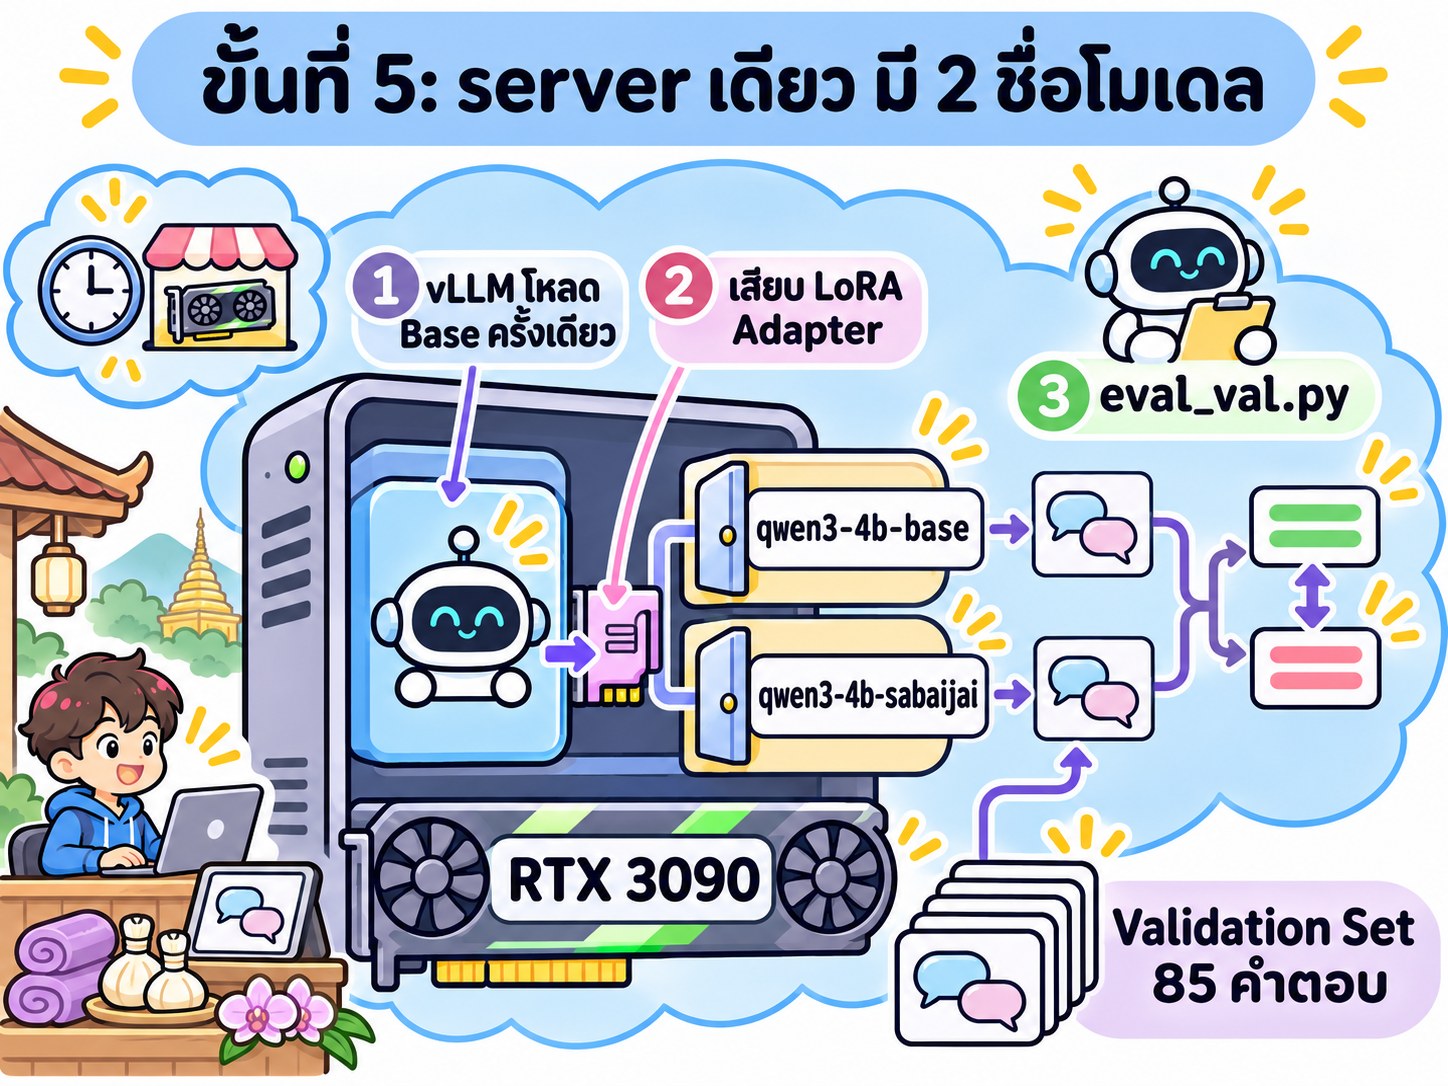 ขั้นที่ 5: server เดียว มี 2 ชื่อโมเดล
1 vLLM โหลด
Base ครั้งเดียว
2 เสียบ LoRA
Adapter
3 eval_val.py
qwen3-4b-base
qwen3-4b-sabaijai
RTX 3090
Validation Set
85 คำตอบ